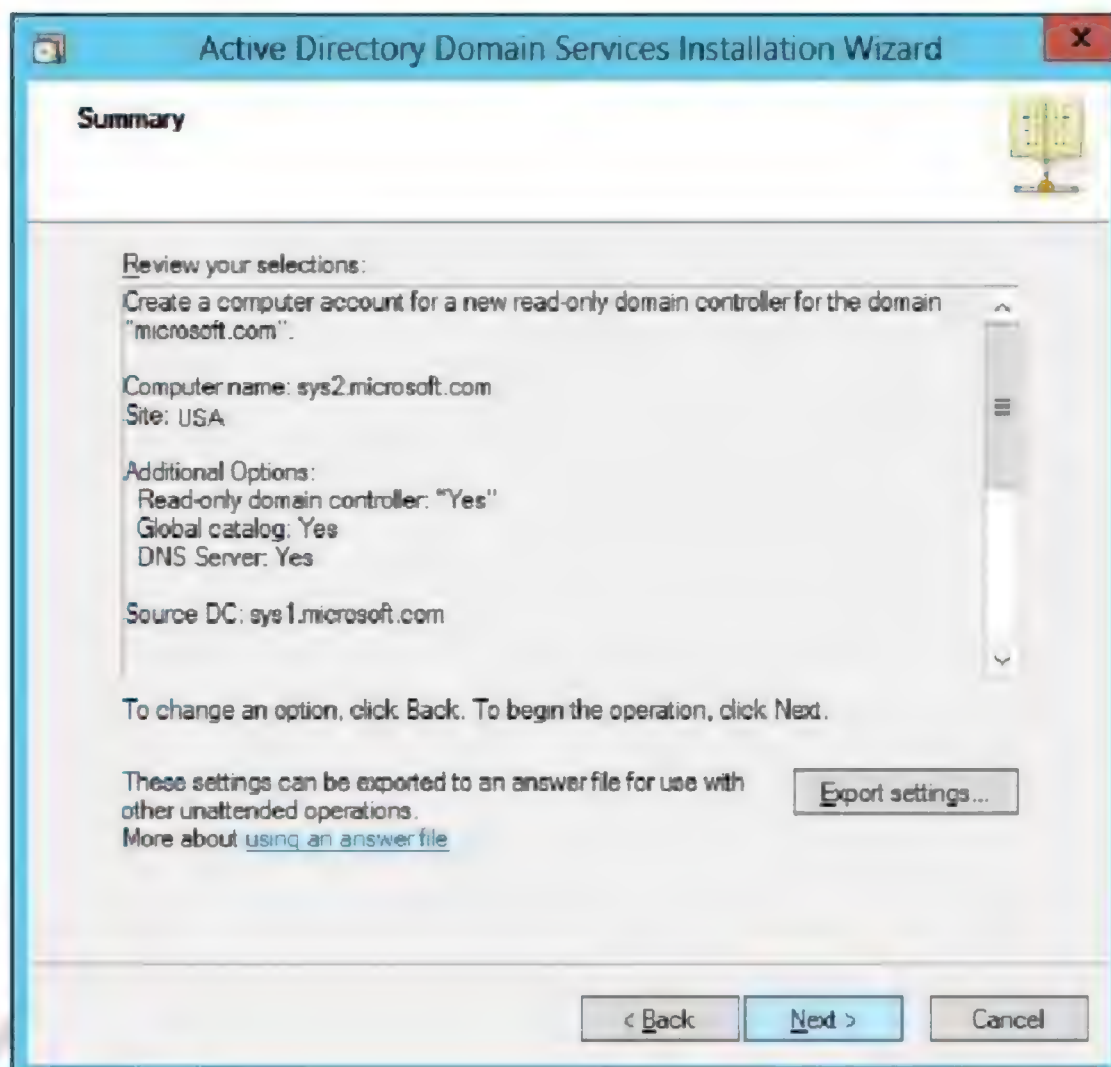 Active Directory Domain Services Installation Wizard
x
Summary
Review your selections:
Create a computer account for a new read-only domain controller for the domain
"microsoft.com".
Computer name: sys2.microsoft.com
Site: USA
Additional Options:
Read-only domain controller: "Yes"
Global catalog: Yes
DNS Server: Yes
Source DC: sys1.microsoft.com
To change an option, click Back. To begin the operation, click Next.
These settings can be exported to an answer file for use with
other unattended operations.
Export settings...
More about using an answer file
< Back
Next >
Cancel